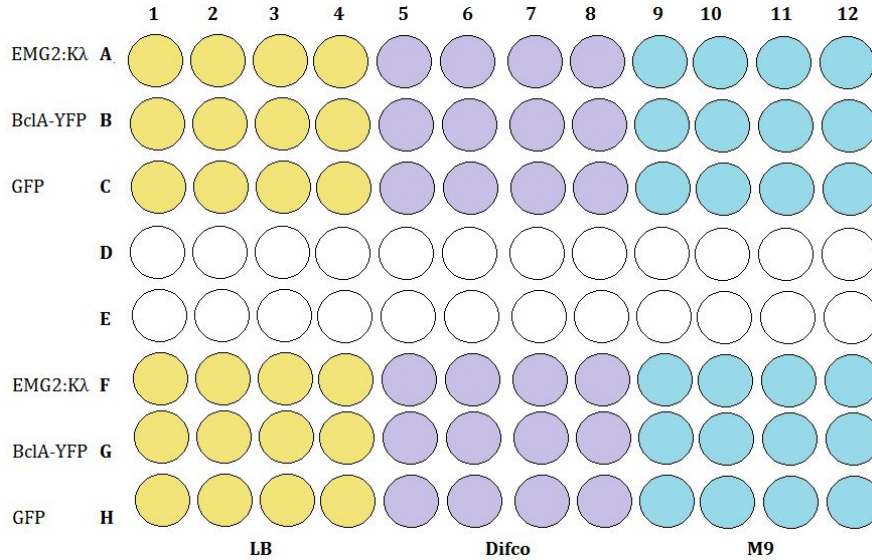 1 2 3 4 5 6 7 8 9 10 11 12
EMG2:Kλ A
BclA-YFP B
GFP C
D
E
EMG2:Kλ F
BclA-YFP G
GFP H
LB Difco M9